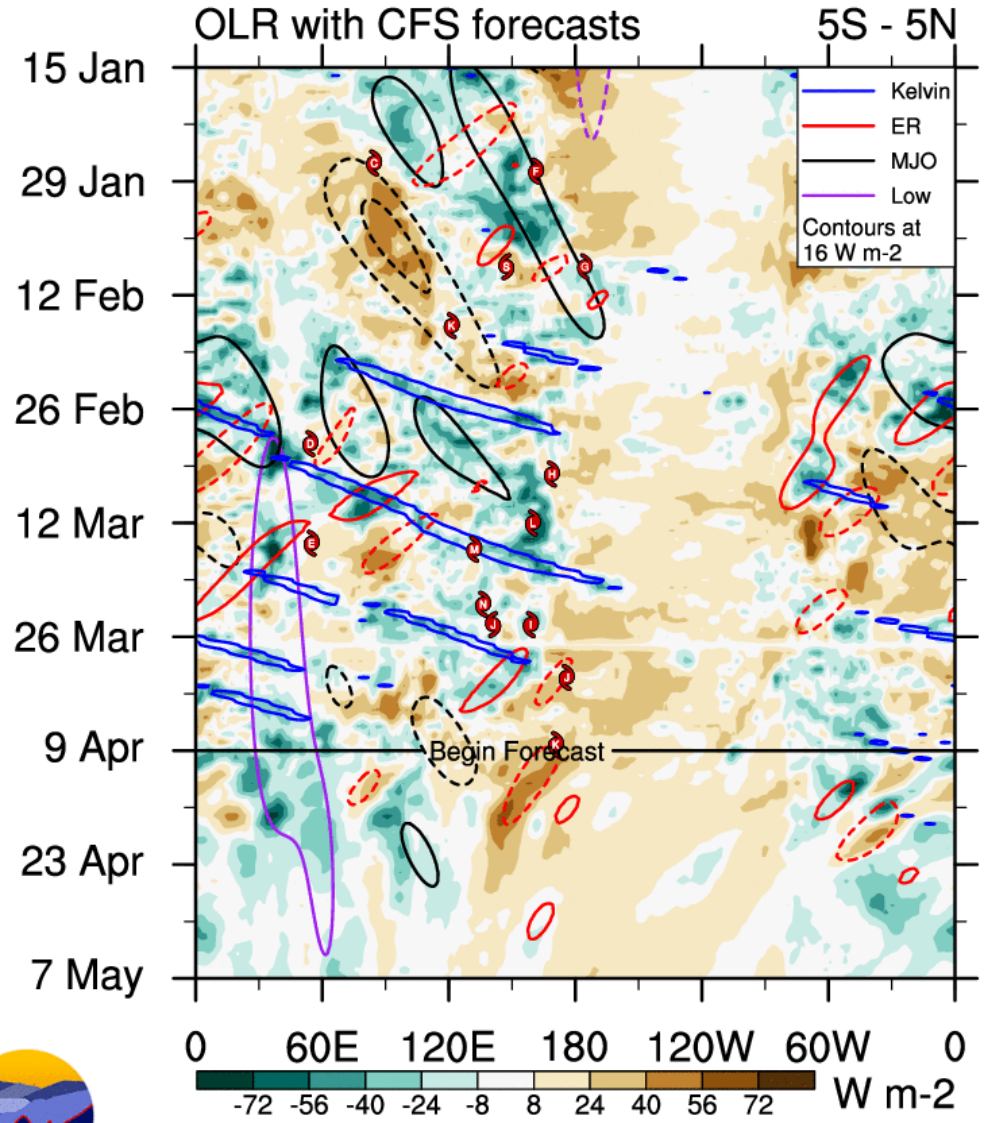 OLR with CFS forecasts 5S - 5N
15 Jan
29 Jan
12 Feb
26 Feb
12 Mar
26 Mar
9 Apr
23 Apr
7 May
Kelvin
ER
MJO
Low
Contours at
16 W m-2
C
F
S
G
K
D
H
L
E
M
N
J
I
J
K
Begin Forecast
0 60E 120E 180 120W 60W 0
-72 -56 -40 -24 -8 8 24 40 56 72 W m-2